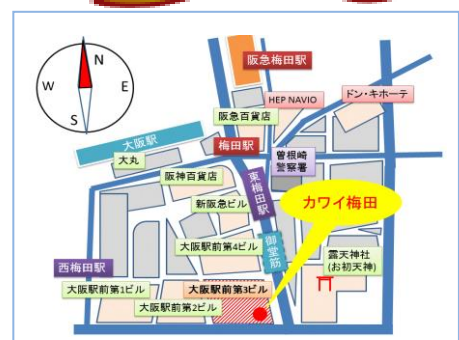 阪急梅田駅
N
W
E
S
HEP NAVIO
ドン・キホーテ
阪急百貨店
大阪駅
梅田駅
大丸
曽根崎
警察署
阪神百貨店
東梅田駅
新阪急ビル
カワイ梅田
御堂筋
大阪駅前第4ビル
露天神社
(お初天神)
西梅田駅
大阪駅前第1ビル
大阪駅前第3ビル
大阪駅前第2ビル